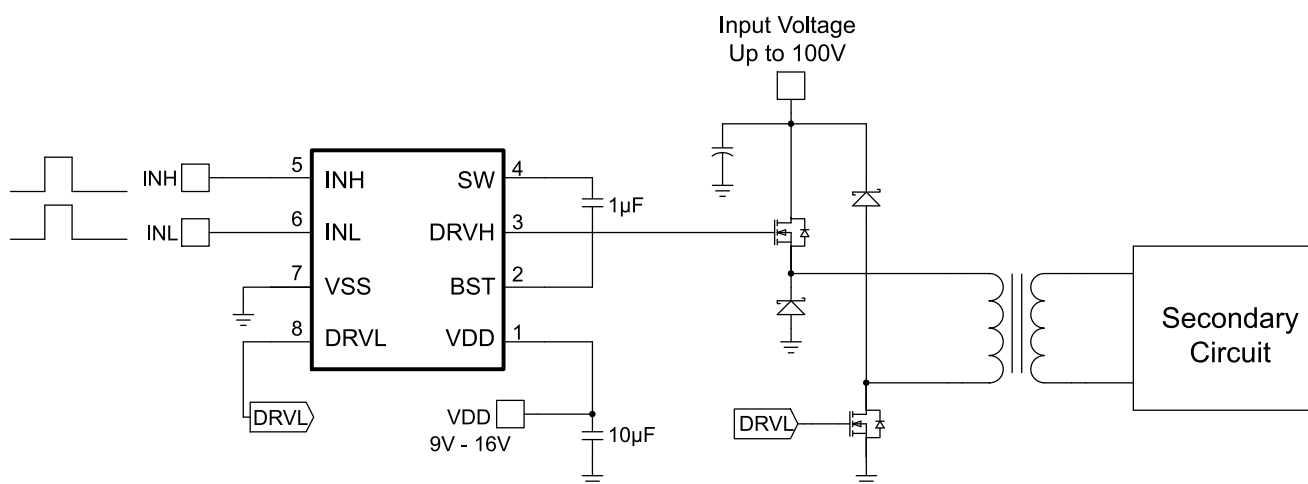 Input Voltage
Up to 100V
INH
5
INH
SW
4
1µF
INL
6
INL
DRVH
3
7
VSS
BST
2
8
DRVL
VDD
1
DRVL
VDD
9V - 16V
10µF
DRVL
Secondary
Circuit